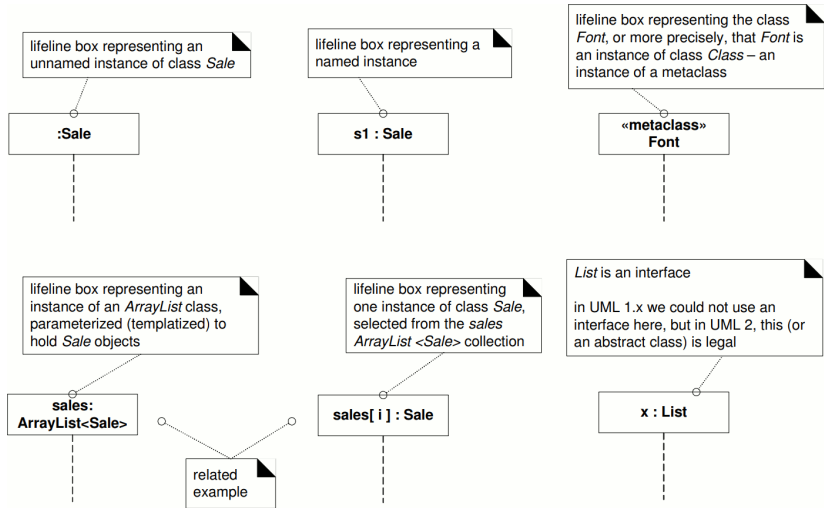 lifeline box representing an
unnamed instance of class Sale
lifeline box representing a
named instance
lifeline box representing the class
Font, or more precisely, that Font is
an instance of class Class – an
instance of a metaclass
:Sale
s1 : Sale
«metaclass»
Font
lifeline box representing an
instance of an ArrayList class,
parameterized (templatized) to
hold Sale objects
lifeline box representing
one instance of class Sale,
selected from the sales
ArrayList <Sale> collection
List is an interface
in UML 1.x we could not use an
interface here, but in UML 2, this (or
an abstract class) is legal
sales:
ArrayList<Sale>
sales[ i ] : Sale
x : List
related
example